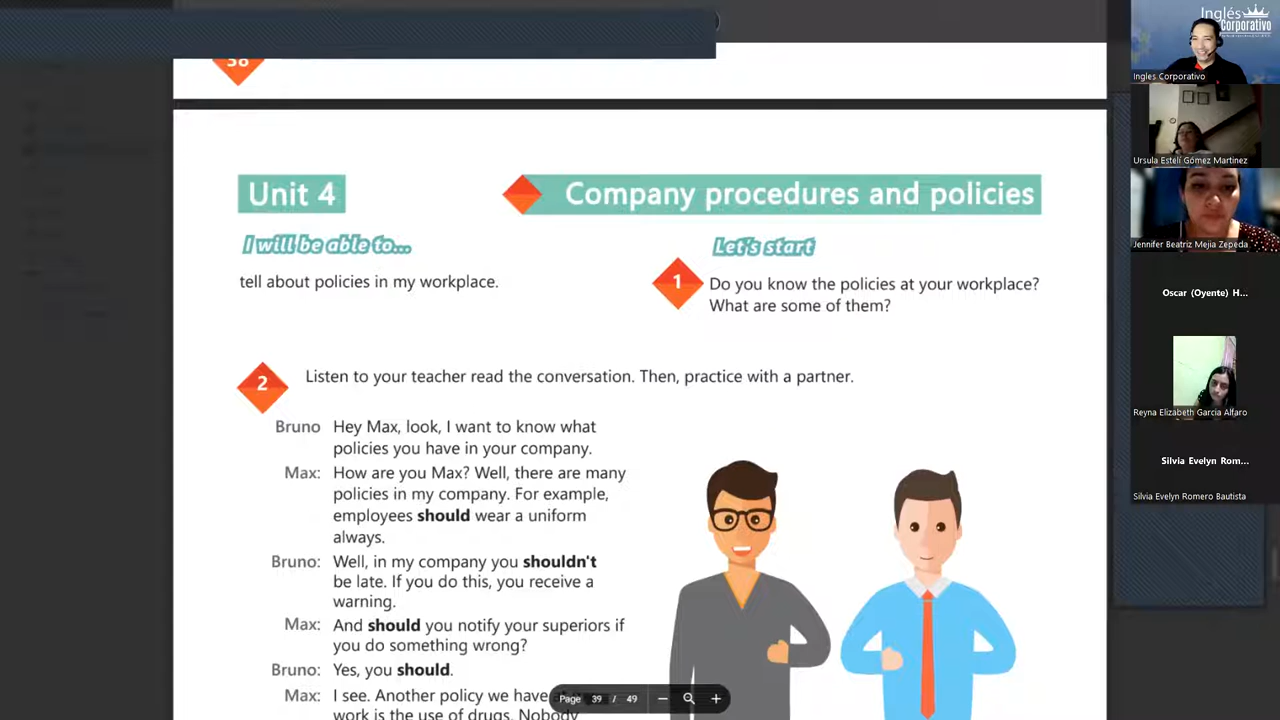 38
Unit 4
Company procedures and policies
I will be able to...
tell about policies in my workplace.
Let's start
1
Do you know the policies at your workplace?
What are some of them?
2
Listen to your teacher read the conversation. Then, practice with a partner.
Bruno Hey Max, look, I want to know what
policies you have in your company.
Max: How are you Max? Well, there are many
policies in my company. For example,
employees should wear a uniform
always.
Bruno: Well, in my company you shouldn't
be late. If you do this, you receive a
warning.
Max: And should you notify your superiors if
you do something wrong?
Bruno: Yes, you should.
Max: I see. Another policy we have
work is the use of drugs. Nobody
Page 39 / 49
Inglés
Corporativo
Ingles Corporativo
Ursula Estelí Gómez Martinez
Jennifer Beatriz Mejia Zepeda
Oscar (Oyente) H...
Reyna Elizabeth Garcia Alfaro
Silvia Evelyn Rom...
Silvia Evelyn Romero Bautista